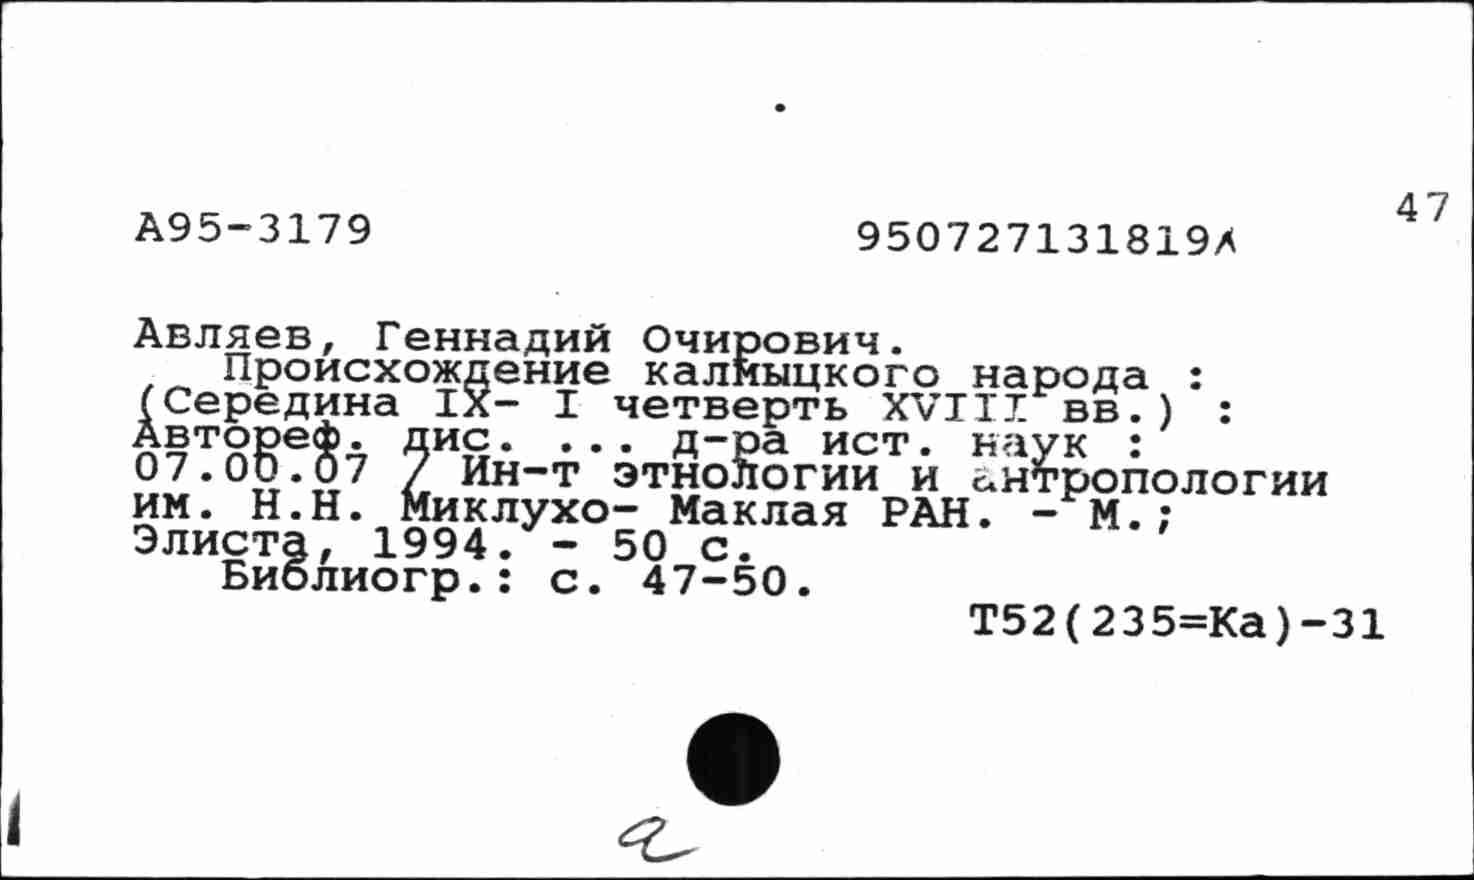 47
А95-3179 950727131819А
Авляев, Геннадий Очирович.
Происхождение калмыцкого народа :
(Середина IX- I четверть XVIII вв.) :
Автореф. дис. ... д-ра ист. наук :
07.00.07 / Ин-т этнологии и антропологии
им. Н.Н. Миклухо- Маклая РАН. - М.;
Элиста, 1994. - 50 с.
Библиогр.: с. 47-50.
Т52(235=Ка)-31
а